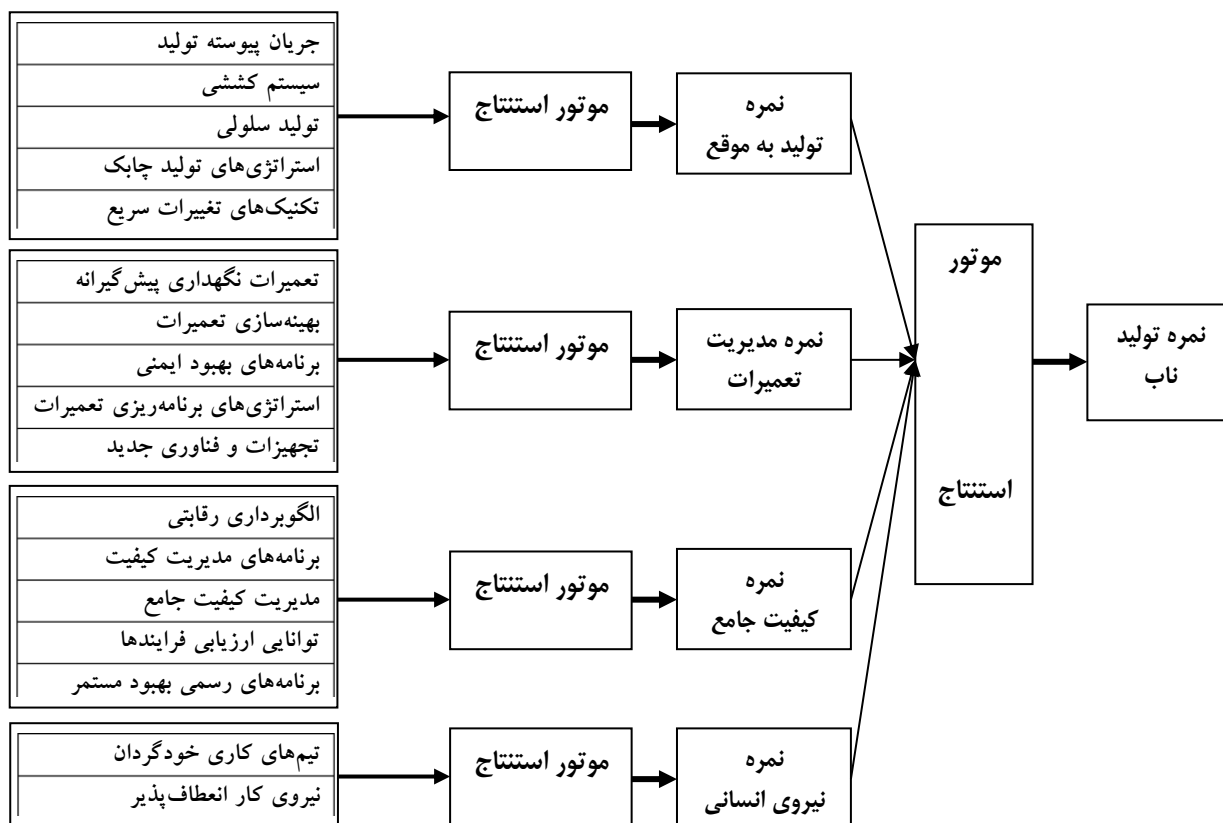 جریان پیوسته تولید
سیستم کششی
تولید سلولی
استراتژی‌های تولید چابک
تکنیک‌های تغییرات سریع
موتور استنتاج
نمره
تولید به موقع
تعمیرات نگهداری پیش‌گیرانه
بهینه‌سازی تعمیرات
برنامه‌های بهبود ایمنی
استراتژی‌های برنامه‌ریزی تعمیرات
تجهیزات و فناوری جدید
موتور استنتاج
نمره مدیریت
تعمیرات
الگوبرداری رقابتی
برنامه‌های مدیریت کیفیت
مدیریت کیفیت جامع
توانایی ارزیابی فرایندها
برنامه‌های رسمی بهبود مستمر
موتور استنتاج
نمره
کیفیت جامع
تیم‌های کاری خودگردان
نیروی کار انعطاف‌پذیر
موتور استنتاج
نمره
نیروی انسانی
موتور
استنتاج
نمره تولید
ناب